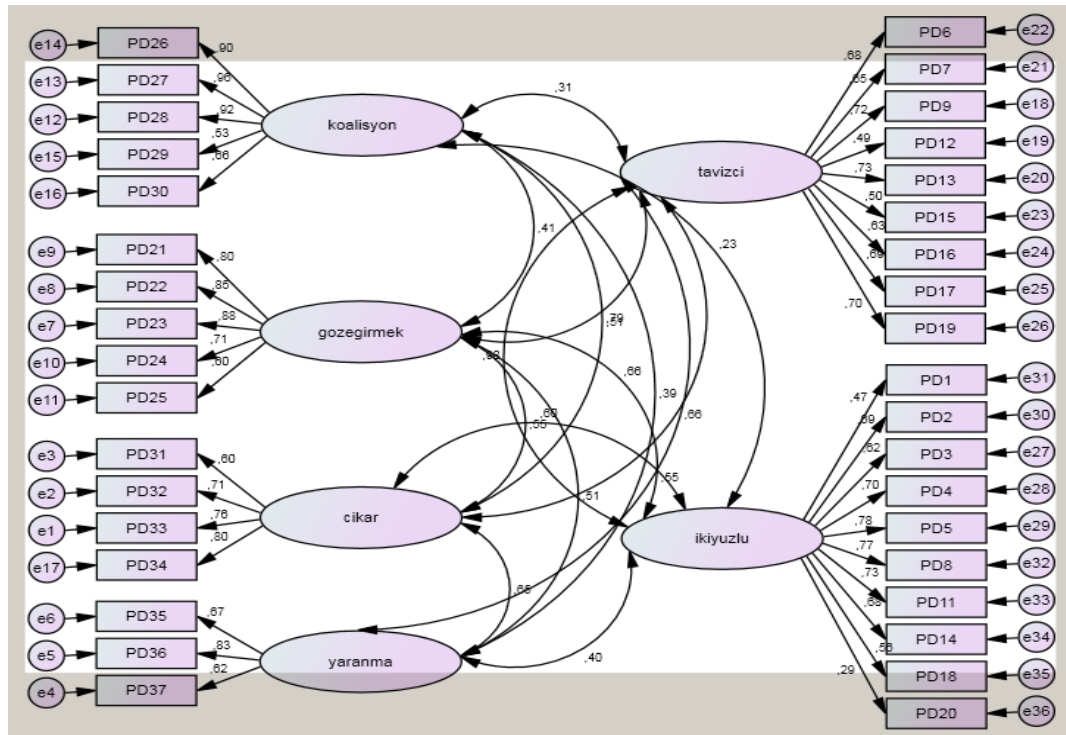 e14 PD26 ,90
e13 PD27 ,96
e12 PD28 ,92
e15 PD29 ,53
e16 PD30 ,66
koalisyon
e9 PD21 ,80
e8 PD22 ,85
e7 PD23 ,88
e10 PD24 ,71
e11 PD25 ,60
gozegirmek
e3 PD31 ,60
e2 PD32 ,71
e1 PD33 ,76
e17 PD34 ,80
cikar
e6 PD35 ,67
e5 PD36 ,83
e4 PD37 ,62
yaranma
,31
,41
,23
,51
,66
,39
,66
,55
,55
,51
,65
,40
tavizci
,68 PD6 e22
,65 PD7 e21
,72 PD9 e18
,49 PD12 e19
,73 PD13 e20
,50 PD15 e23
,63 PD16 e24
,69 PD17 e25
,70 PD19 e26
ikiyuzlu
,47 PD1 e31
,69 PD2 e30
,62 PD3 e27
,70 PD4 e28
,78 PD5 e29
,77 PD8 e32
,73 PD11 e33
,68 PD14 e34
PD18 e35
,29 PD20 e36